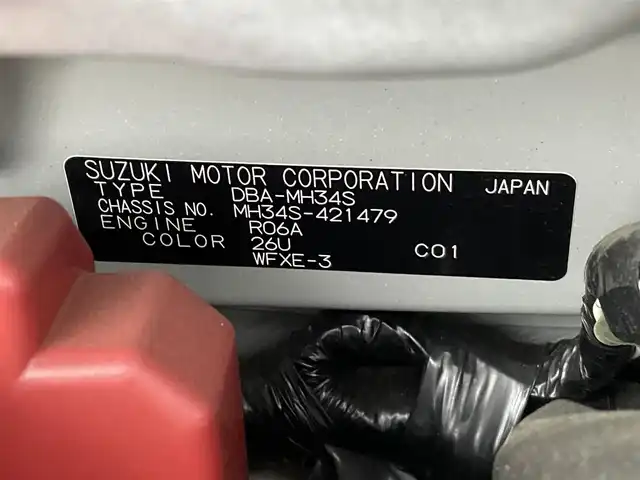 SUZUKI MOTOR CORPORATION JAPAN
TYPE DBA-MH34S
CHASSIS NO. MH34S-421479
ENGINE R06A
COLOR 26U C01
WFXE-3